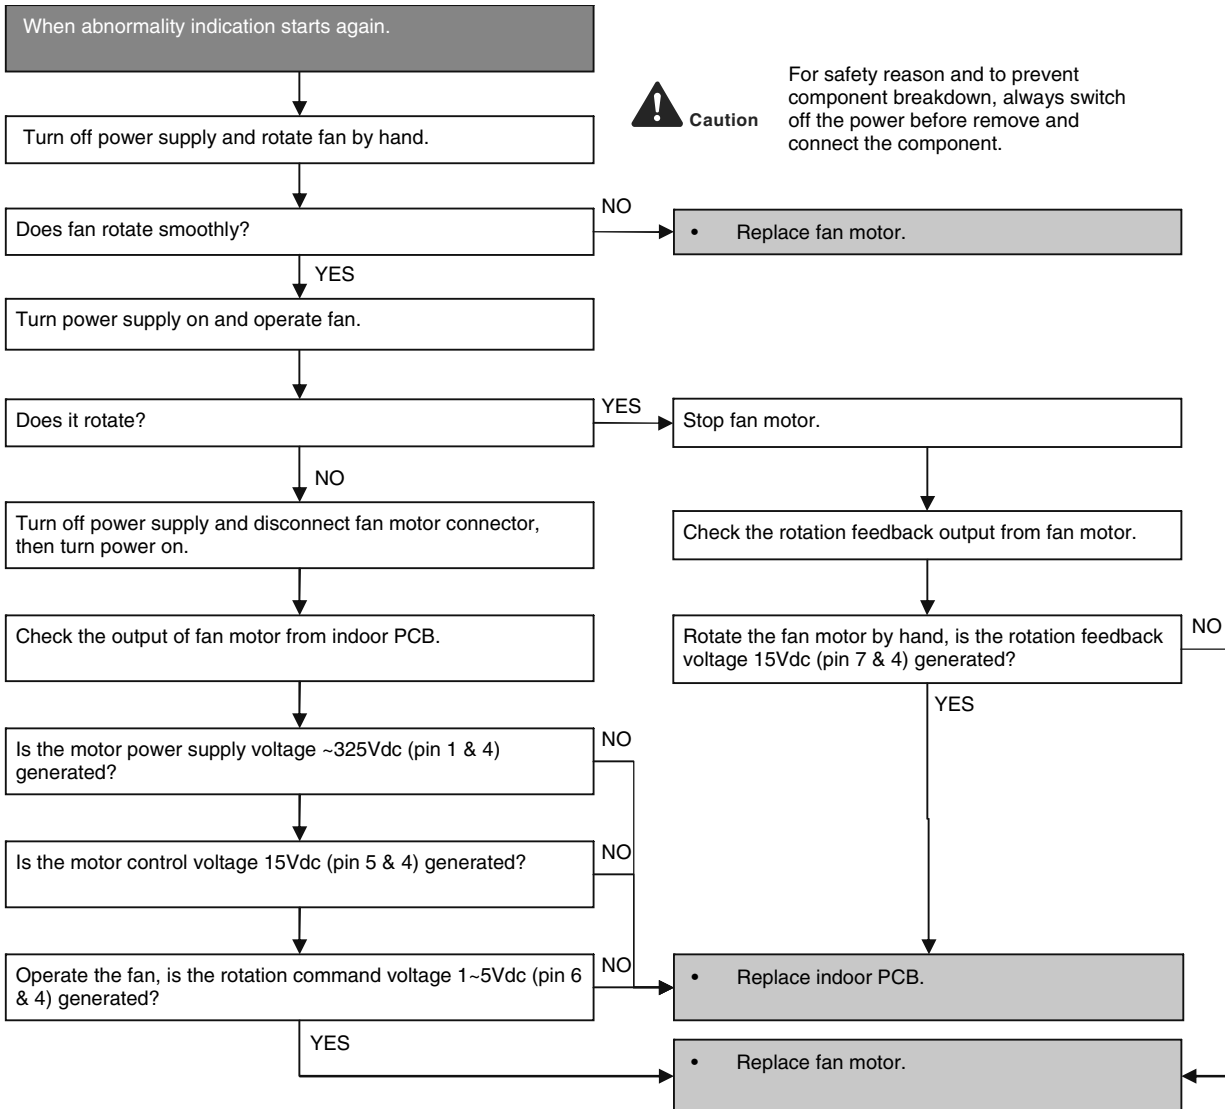 When abnormality indication starts again.
Caution
For safety reason and to prevent
component breakdown, always switch
off the power before remove and
connect the component.
Turn off power supply and rotate fan by hand.
Does fan rotate smoothly?
NO
• Replace fan motor.
YES
Turn power supply on and operate fan.
Does it rotate?
YES
Stop fan motor.
NO
Turn off power supply and disconnect fan motor connector,
then turn power on.
Check the rotation feedback output from fan motor.
Check the output of fan motor from indoor PCB.
Rotate the fan motor by hand, is the rotation feedback
voltage 15Vdc (pin 7 & 4) generated?
NO
YES
Is the motor power supply voltage ~325Vdc (pin 1 & 4)
generated?
NO
Is the motor control voltage 15Vdc (pin 5 & 4) generated?
NO
Operate the fan, is the rotation command voltage 1~5Vdc (pin 6
& 4) generated?
NO
• Replace indoor PCB.
YES
• Replace fan motor.